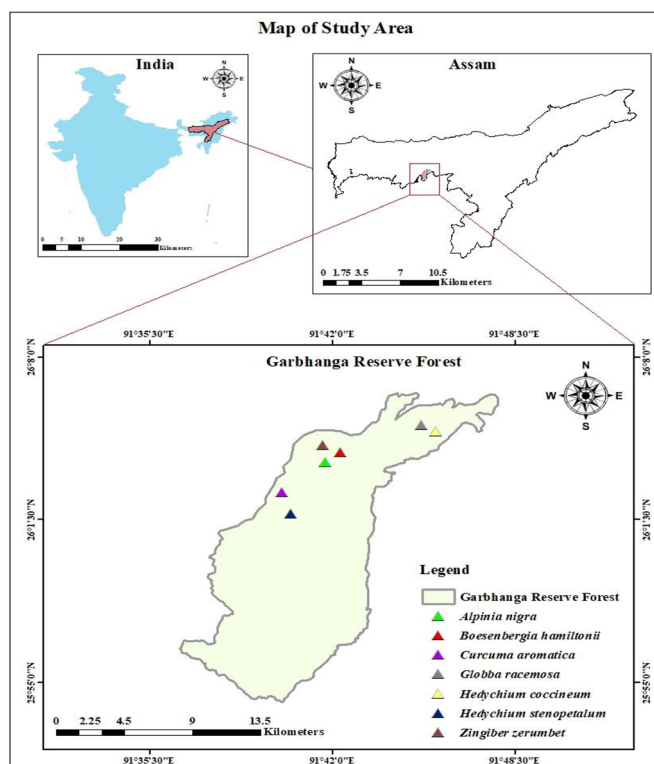 Map of Study Area
India
N
W E
S
0 5 10 20 30
Kilometers
Assam
N
W E
S
0 1.75 3.5 7 10.5
Kilometers
91°35'30"E 91°42'0"E 91°48'30"E
26°8'0"N 26°8'0"N
Garbhanga Reserve Forest
N
W E
S
26°1'30"N 26°1'30"N
25°55'0"N 25°55'0"N
Legend
Garbhanga Reserve Forest
Alpinia nigra
Boesenbergia hamiltonii
Curcuma aromatica
Globba racemosa
Hedychium coccineum
Hedychium stenopetalum
Zingiber zerumbet
0 2.25 4.5 9 13.5
Kilometers
91°35'30"E 91°42'0"E 91°48'30"E